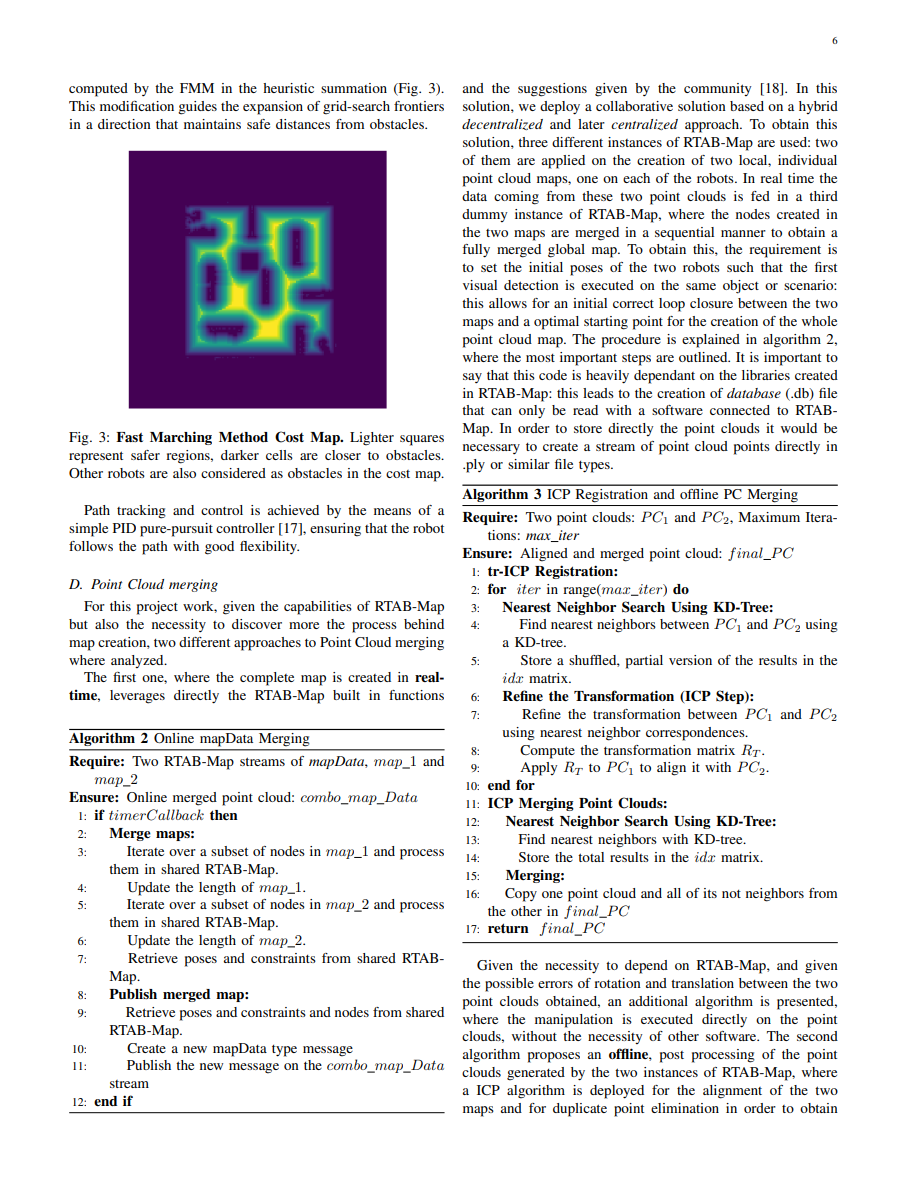 6
computed by the FMM in the heuristic summation (Fig. 3).
This modification guides the expansion of grid-search frontiers
in a direction that maintains safe distances from obstacles.
Fig. 3: Fast Marching Method Cost Map. Lighter squares
represent safer regions, darker cells are closer to obstacles.
Other robots are also considered as obstacles in the cost map.
Path tracking and control is achieved by the means of a
simple PID pure-pursuit controller [17], ensuring that the robot
follows the path with good flexibility.
D. Point Cloud merging
For this project work, given the capabilities of RTAB-Map
but also the necessity to discover more the process behind
map creation, two different approaches to Point Cloud merging
where analyzed.
The first one, where the complete map is created in real-
time, leverages directly the RTAB-Map built in functions
Algorithm 2 Online mapData Merging
Require: Two RTAB-Map streams of mapData, map_1 and
map_2
Ensure: Online merged point cloud: combo_map_Data
1: if timerCallback then
2: Merge maps:
3: Iterate over a subset of nodes in map_1 and process
them in shared RTAB-Map.
4: Update the length of map_1.
5: Iterate over a subset of nodes in map_2 and process
them in shared RTAB-Map.
6: Update the length of map_2.
7: Retrieve poses and constraints from shared RTAB-
Map.
8: Publish merged map:
9: Retrieve poses and constraints and nodes from shared
RTAB-Map.
10: Create a new mapData type message
11: Publish the new message on the combo_map_Data
stream
12: end if
and the suggestions given by the community [18]. In this
solution, we deploy a collaborative solution based on a hybrid
decentralized and later centralized approach. To obtain this
solution, three different instances of RTAB-Map are used: two
of them are applied on the creation of two local, individual
point cloud maps, one on each of the robots. In real time the
data coming from these two point clouds is fed in a third
dummy instance of RTAB-Map, where the nodes created in
the two maps are merged in a sequential manner to obtain a
fully merged global map. To obtain this, the requirement is
to set the initial poses of the two robots such that the first
visual detection is executed on the same object or scenario:
this allows for an initial correct loop closure between the two
maps and a optimal starting point for the creation of the whole
point cloud map. The procedure is explained in algorithm 2,
where the most important steps are outlined. It is important to
say that this code is heavily dependant on the libraries created
in RTAB-Map: this leads to the creation of database (.db) file
that can only be read with a software connected to RTAB-
Map. In order to store directly the point clouds it would be
necessary to create a stream of point cloud points directly in
.ply or similar file types.
Algorithm 3 ICP Registration and offline PC Merging
Require: Two point clouds: PC₁ and PC₂, Maximum Itera-
tions: max_iter
Ensure: Aligned and merged point cloud: final_PC
1: tr-ICP Registration:
2: for iter in range(max_iter) do
3: Nearest Neighbor Search Using KD-Tree:
4: Find nearest neighbors between PC₁ and PC₂ using
a KD-tree.
5: Store a shuffled, partial version of the results in the
idx matrix.
6: Refine the Transformation (ICP Step):
7: Refine the transformation between PC₁ and PC₂
using nearest neighbor correspondences.
8: Compute the transformation matrix R_T.
9: Apply R_T to PC₁ to align it with PC₂.
10: end for
11: ICP Merging Point Clouds:
12: Nearest Neighbor Search Using KD-Tree:
13: Find nearest neighbors with KD-tree.
14: Store the total results in the idx matrix.
15: Merging:
16: Copy one point cloud and all of its not neighbors from
the other in final_PC
17: return final_PC
Given the necessity to depend on RTAB-Map, and given
the possible errors of rotation and translation between the two
point clouds obtained, an additional algorithm is presented,
where the manipulation is executed directly on the point
clouds, without the necessity of other software. The second
algorithm proposes an offline, post processing of the point
clouds generated by the two instances of RTAB-Map, where
a ICP algorithm is deployed for the alignment of the two
maps and for duplicate point elimination in order to obtain